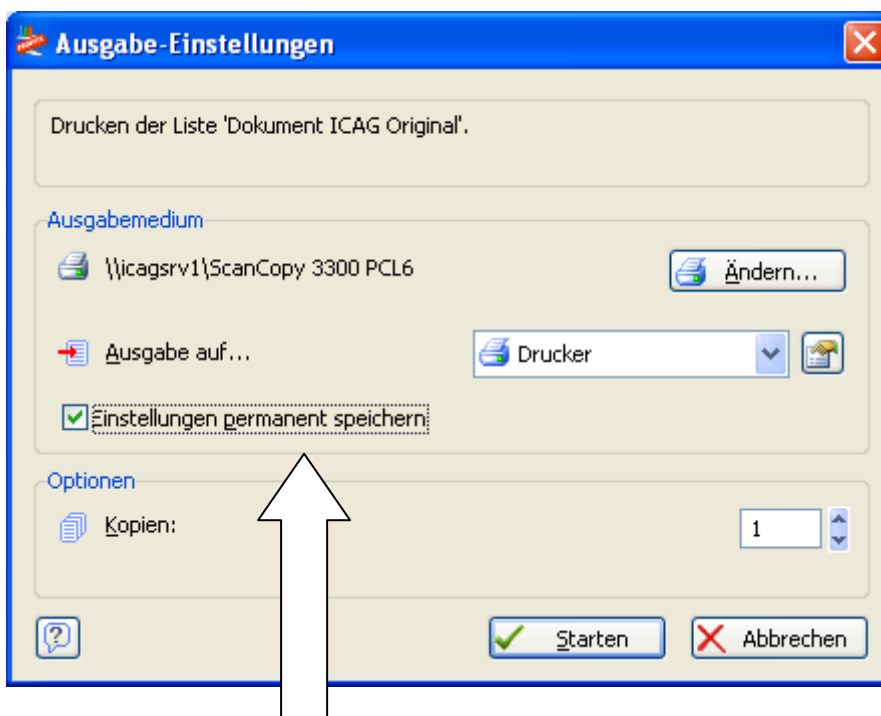 Ausgabe-Einstellungen
Drucken der Liste 'Dokument ICAG Original'.
Ausgabemedium
\\icagsrv1\ScanCopy 3300 PCL6
Ändern...
Ausgabe auf...
Drucker
Einstellungen permanent speichern
Optionen
Kopien:
1
Starten
Abbrechen